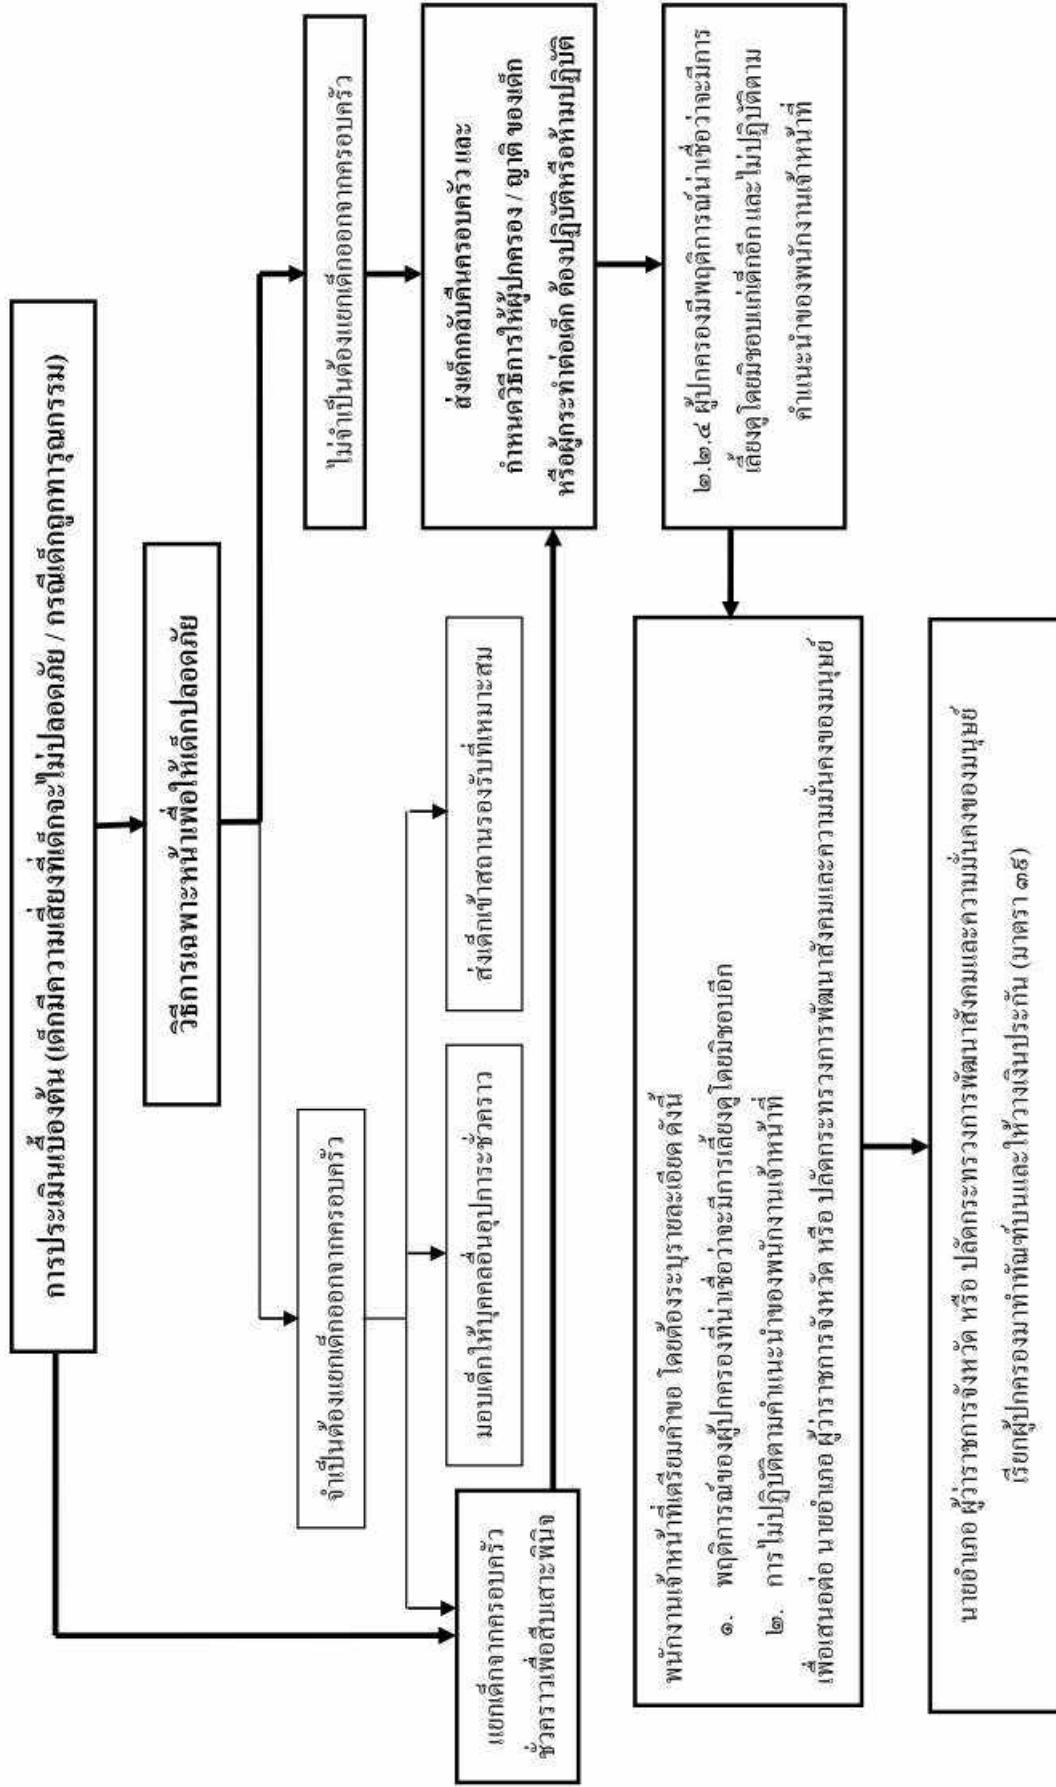 การประเมินเบื้องต้น (เด็กมีความเสี่ยงที่เด็กจะไม่ปลอดภัย / กรณีเด็กถูกทารุณกรรม)
วิธีการเฉพาะหน้าเพื่อให้เด็กปลอดภัย
จำเป็นต้องแยกเด็กออกจากครอบครัว
ไม่จำเป็นต้องแยกเด็กออกจากครอบครัว
แยกเด็กจากครอบครัว
ชั่วคราวเพื่อสืบเสาะพินิจ
มอบเด็กให้บุคคลอื่นอุปการะชั่วคราว
ส่งเด็กเข้าสถานรองรับที่เหมาะสม
ส่งเด็กกลับคืนครอบครัว และ
กำหนดวิธีการให้ผู้ปกครอง / ญาติ ของเด็ก
หรือผู้กระทำต่อเด็ก ต้องปฏิบัติหรือห้ามปฏิบัติ
๒.๒.๔ ผู้ปกครองมีพฤติการณ์น่าเชื่อว่าจะมีการ
เลี้ยงดูโดยมิชอบแก่เด็กอีก และไม่ปฏิบัติตาม
คำแนะนำของพนักงานเจ้าหน้าที่
พนักงานเจ้าหน้าที่เตรียมคำขอ โดยต้องระบุรายละเอียด ดังนี้
๑. พฤติการณ์ของผู้ปกครองที่น่าเชื่อว่าจะมีการเลี้ยงดูโดยมิชอบอีก
๒. การไม่ปฏิบัติตามคำแนะนำของพนักงานเจ้าหน้าที่
เพื่อเสนอต่อ นายอำเภอ ผู้ว่าราชการจังหวัด หรือ ปลัดกระทรวงการพัฒนาสังคมและความมั่นคงของมนุษย์
นายอำเภอ ผู้ว่าราชการจังหวัด หรือ ปลัดกระทรวงการพัฒนาสังคมและความมั่นคงของมนุษย์
เรียกผู้ปกครองมาทำทัณฑ์บนและให้วางเงินประกัน (มาตรา ๓๙)